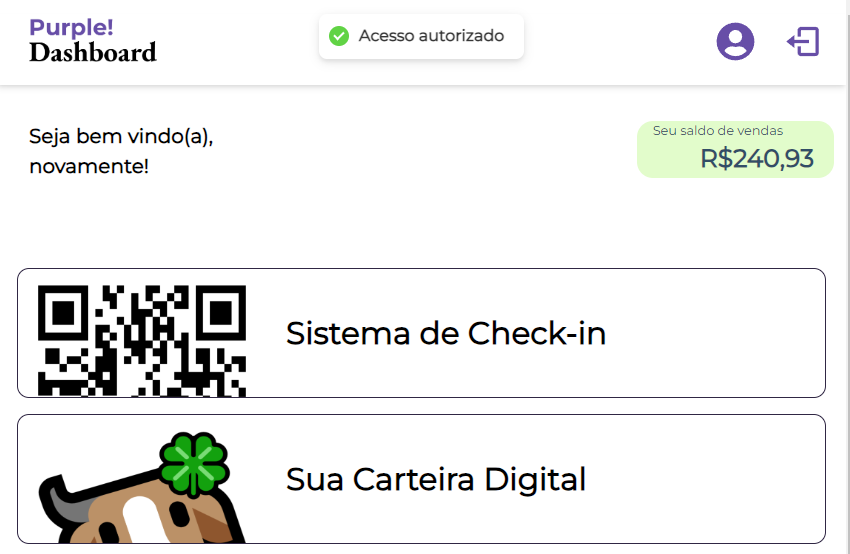 Purple!
Dashboard
Acesso autorizado
Seja bem vindo(a),
novamente!
Seu saldo de vendas
R$240,93
Sistema de Check-in
Sua Carteira Digital